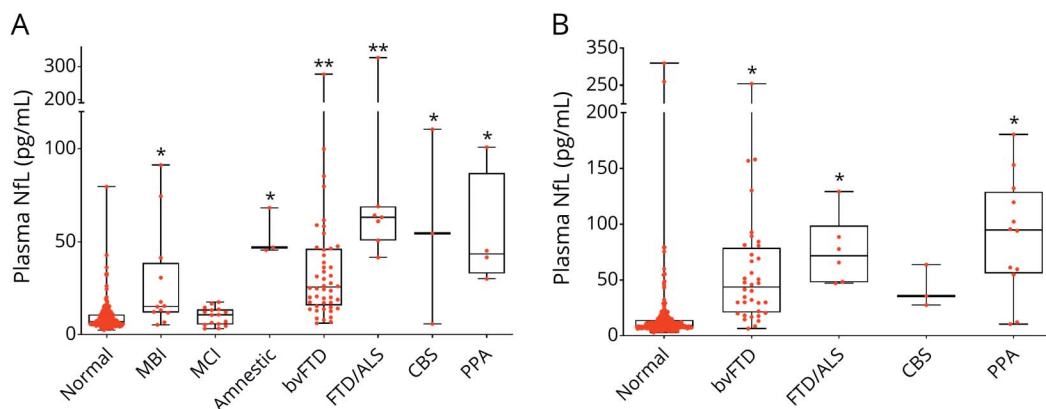 A
Plasma NfL (pg/mL)
300
200
100
50
0
**
**
*
*
*
*
Normal
MBI
MCI
Amnestic
bvFTD
FTD/ALS
CBS
PPA
B
Plasma NfL (pg/mL)
350
250
200
150
100
50
0
*
*
*
Normal
bvFTD
FTD/ALS
CBS
PPA